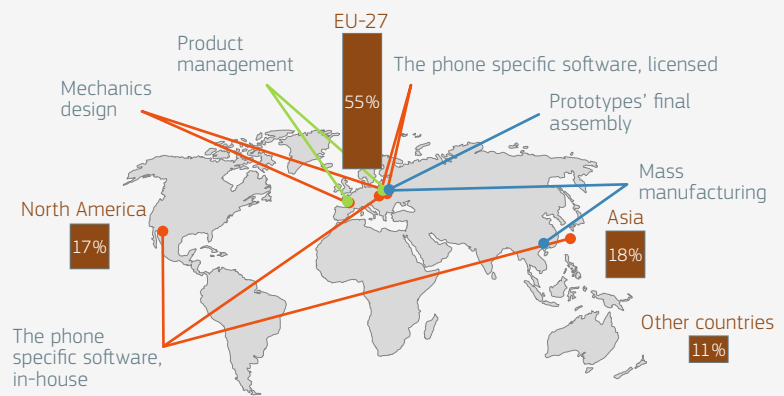 EU-27
55%
Product
management
The phone specific software, licensed
Mechanics
design
Prototypes' final
assembly
Mass
manufacturing
North America
17%
Asia
18%
The phone
specific software,
in-house
Other countries
11%